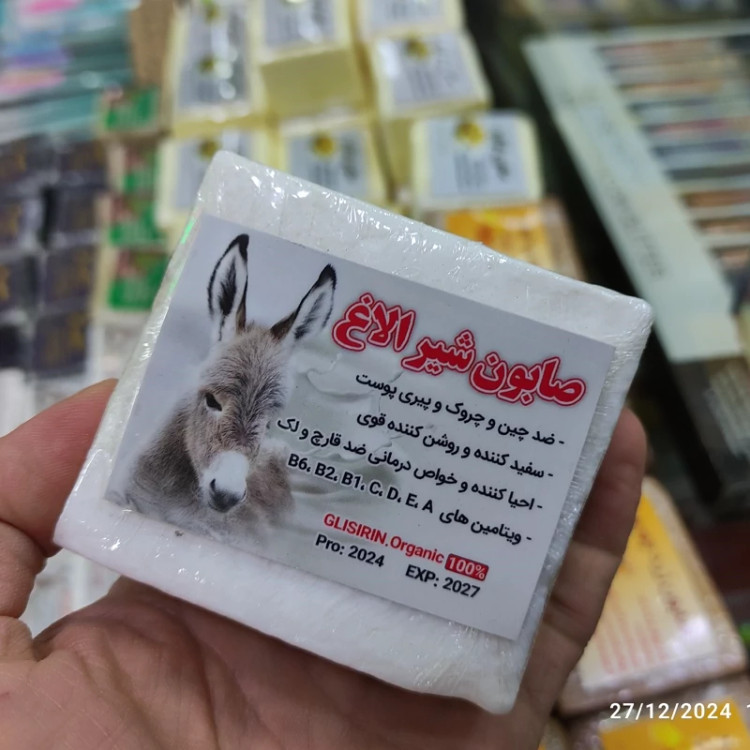 صابون شیر الاغ
- ضد چین و چروک و پیری پوست
- سفید کننده و روشن کننده قوی
- احیا کننده و خواص درمانی ضد قارچ و لک
- ویتامین های B6، B2، B1، C، D، E، A
GLISIRIN.Organic 100%
Pro: 2024 EXP: 2027
27/12/2024